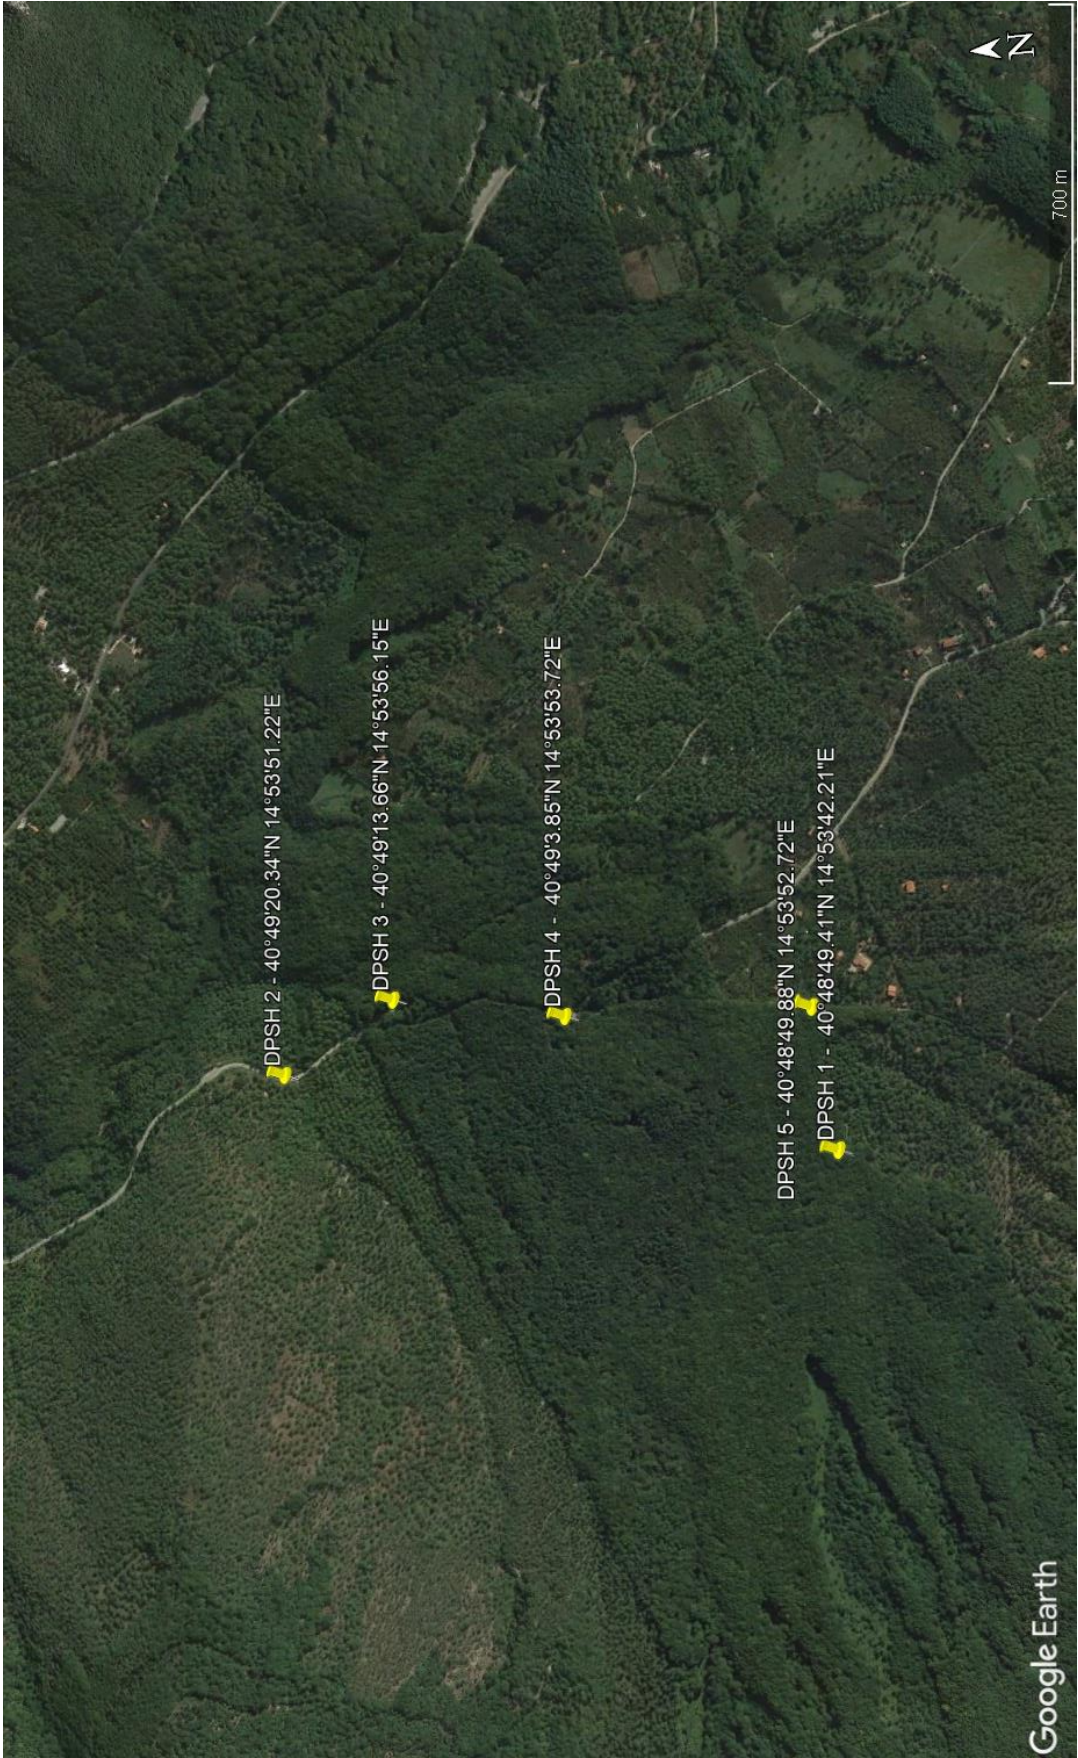 DPSH 2 - 40°49'20.34"N 14°53'51.22"E
DPSH 3 - 40°49'13.66"N 14°53'56.15"E
DPSH 4 - 40°49'3.85"N 14°53'53.72"E
DPSH 5 - 40°48'49.88"N 14°53'52.72"E
DPSH 1 - 40°48'49.41"N 14°53'42.21"E
N
700 m
Google Earth